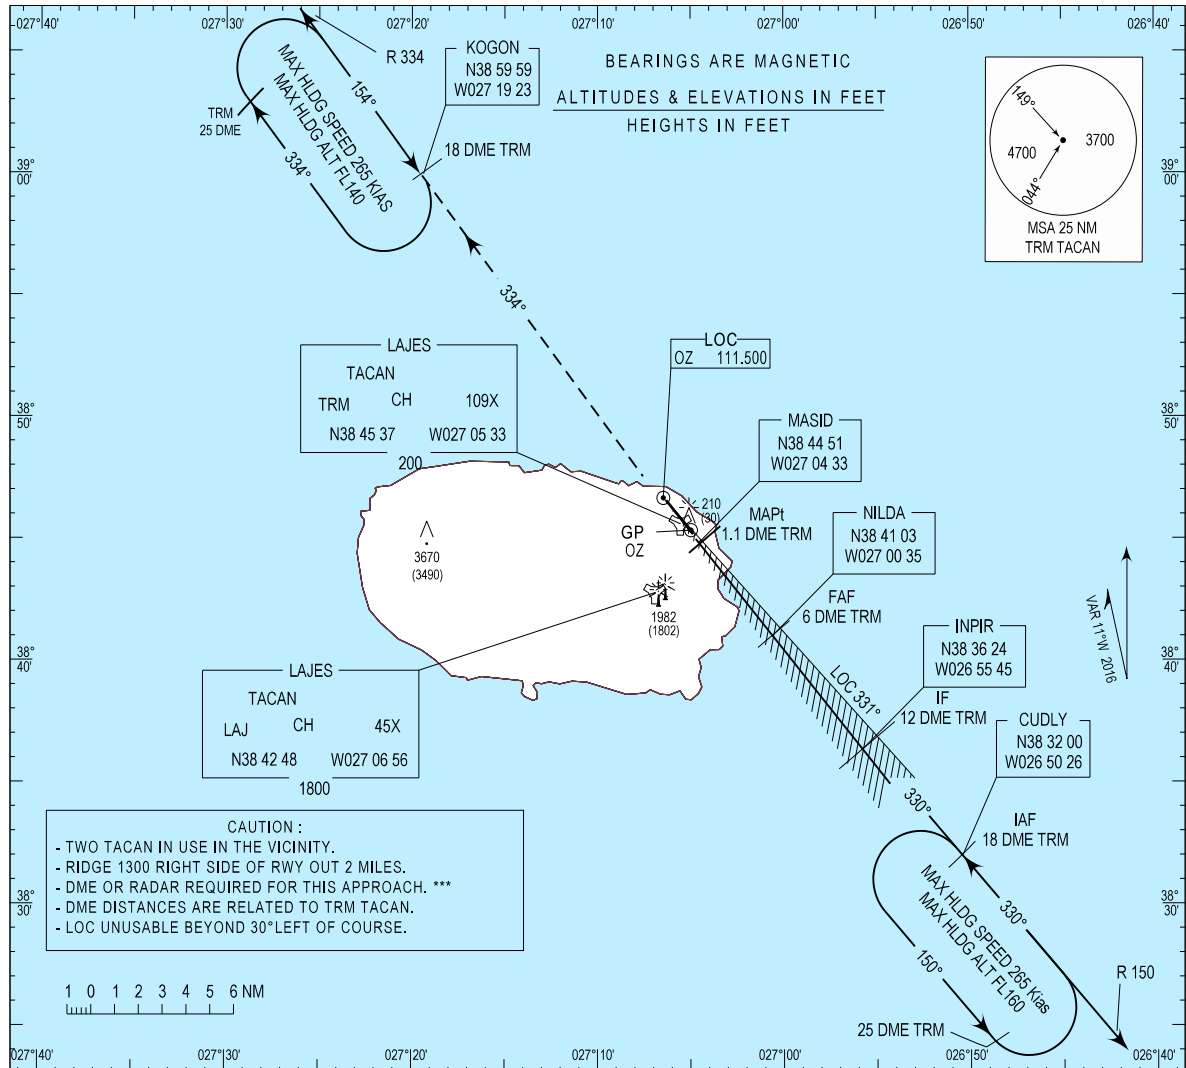 027°40'
027°30'
027°20'
027°10'
027°00'
026°50'
026°40'
R 334
KOGON
N38 59 59
W027 19 23
BEARINGS ARE MAGNETIC
ALTITUDES & ELEVATIONS IN FEET
HEIGHTS IN FEET
149°
3700
4700
044°
MSA 25 NM
TRM TACAN
TRM
25 DME
154°
MAX HLDG SPEED 265 KIAS
MAX HLDG ALT FL140
334°
18 DME TRM
39°
00'
39°
00'
334°
LAJES
TACAN
TRM CH 109X
N38 45 37 W027 05 33
200
LOC
OZ 111.500
38°
50'
38°
50'
MASID
N38 44 51
W027 04 33
210
(30)
MAPt
1.1 DME TRM
GP
OZ
NILDA
N38 41 03
W027 00 35
3670
(3490)
FAF
6 DME TRM
1982
(1802)
INPIR
N38 36 24
W026 55 45
VAR 11°W 2016
38°
40'
38°
40'
LAJES
TACAN
LAJ CH 45X
N38 42 48 W027 06 56
1800
LOC 331°
IF
12 DME TRM
CUDLY
N38 32 00
W026 50 26
330°
IAF
18 DME TRM
CAUTION :
- TWO TACAN IN USE IN THE VICINITY.
- RIDGE 1300 RIGHT SIDE OF RWY OUT 2 MILES.
- DME OR RADAR REQUIRED FOR THIS APPROACH. ***
- DME DISTANCES ARE RELATED TO TRM TACAN.
- LOC UNUSABLE BEYOND 30°LEFT OF COURSE.
38°
30'
38°
30'
330°
MAX HLDG SPEED 265 Kias
MAX HLDG ALT FL160
150°
R 150
25 DME TRM
1 0 1 2 3 4 5 6 NM
027°40'
027°30'
027°20'
027°10'
027°00'
026°50'
026°40'